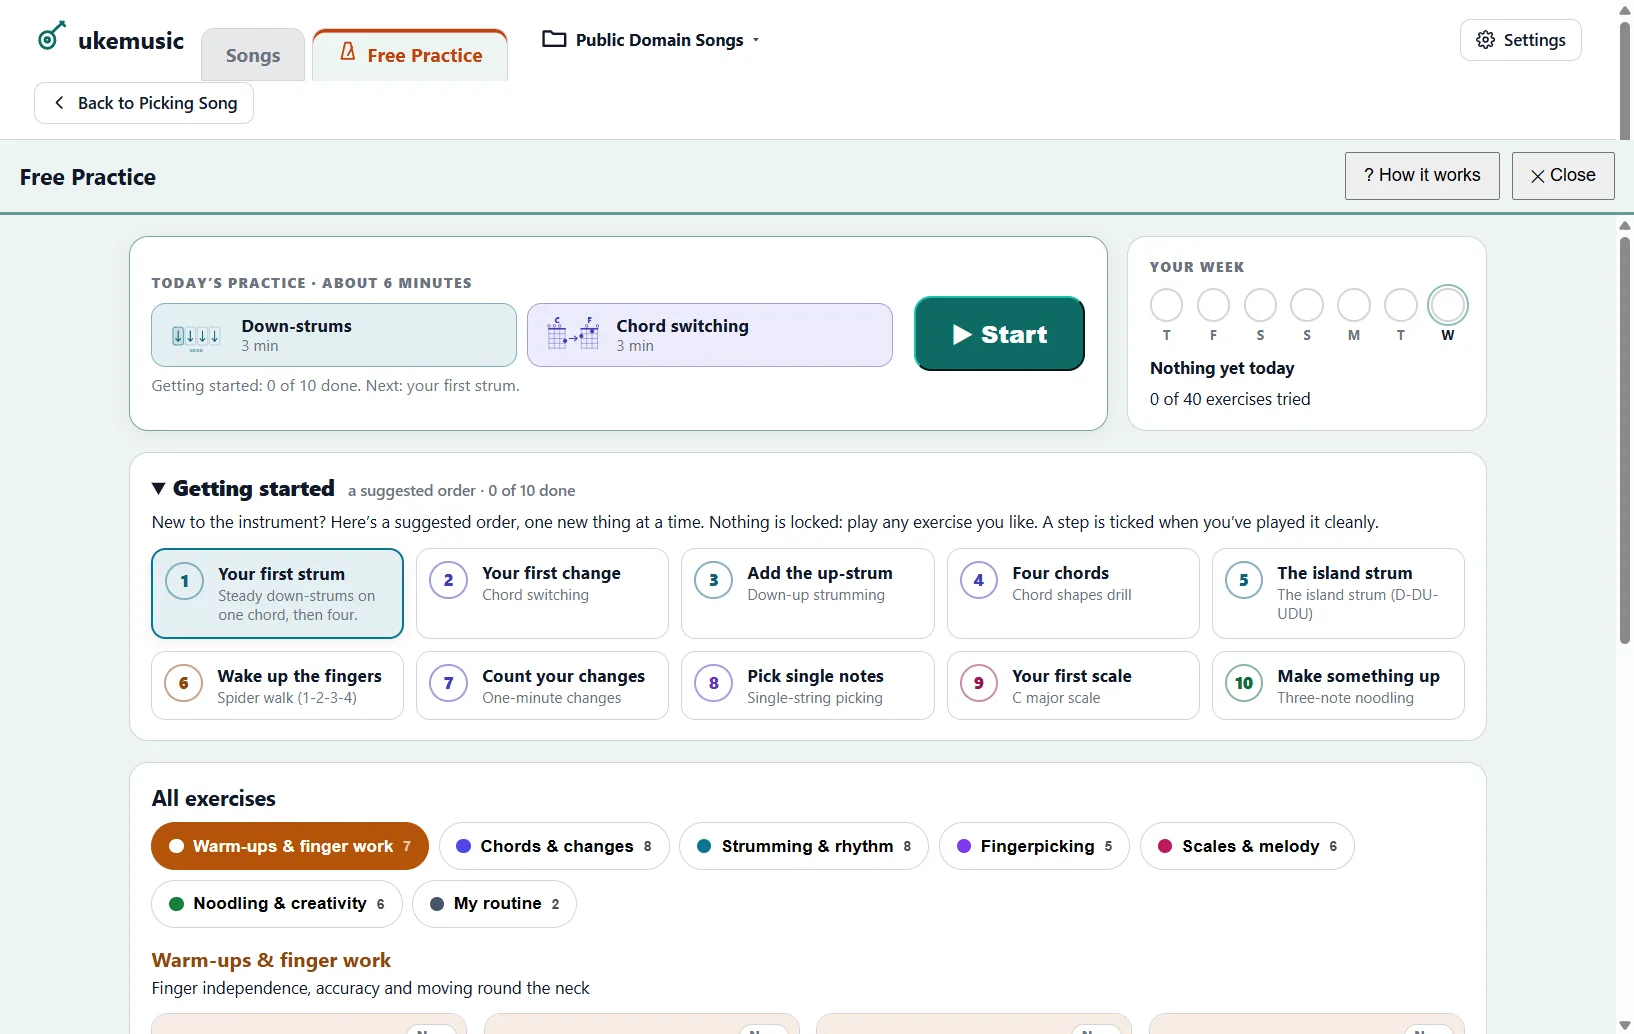 ukemusic
Songs
Free Practice
Public Domain Songs
Settings
Back to Picking Song
Free Practice
? How it works
Close
TODAY’S PRACTICE · ABOUT 6 MINUTES
Down-strums
3 min
C F
Chord switching
3 min
Start
Getting started: 0 of 10 done. Next: your first strum.
YOUR WEEK
T F S S M T W
Nothing yet today
0 of 40 exercises tried
Getting started a suggested order · 0 of 10 done
New to the instrument? Here’s a suggested order, one new thing at a time. Nothing is locked: play any exercise you like. A step is ticked when you’ve played it cleanly.
1 Your first strum
Steady down-strums on
one chord, then four.
2 Your first change
Chord switching
3 Add the up-strum
Down-up strumming
4 Four chords
Chord shapes drill
5 The island strum
The island strum (D-DU-
UDU)
6 Wake up the fingers
Spider walk (1-2-3-4)
7 Count your changes
One-minute changes
8 Pick single notes
Single-string picking
9 Your first scale
C major scale
10 Make something up
Three-note noodling
All exercises
Warm-ups & finger work 7
Chords & changes 8
Strumming & rhythm 8
Fingerpicking 5
Scales & melody 6
Noodling & creativity 6
My routine 2
Warm-ups & finger work
Finger independence, accuracy and moving round the neck